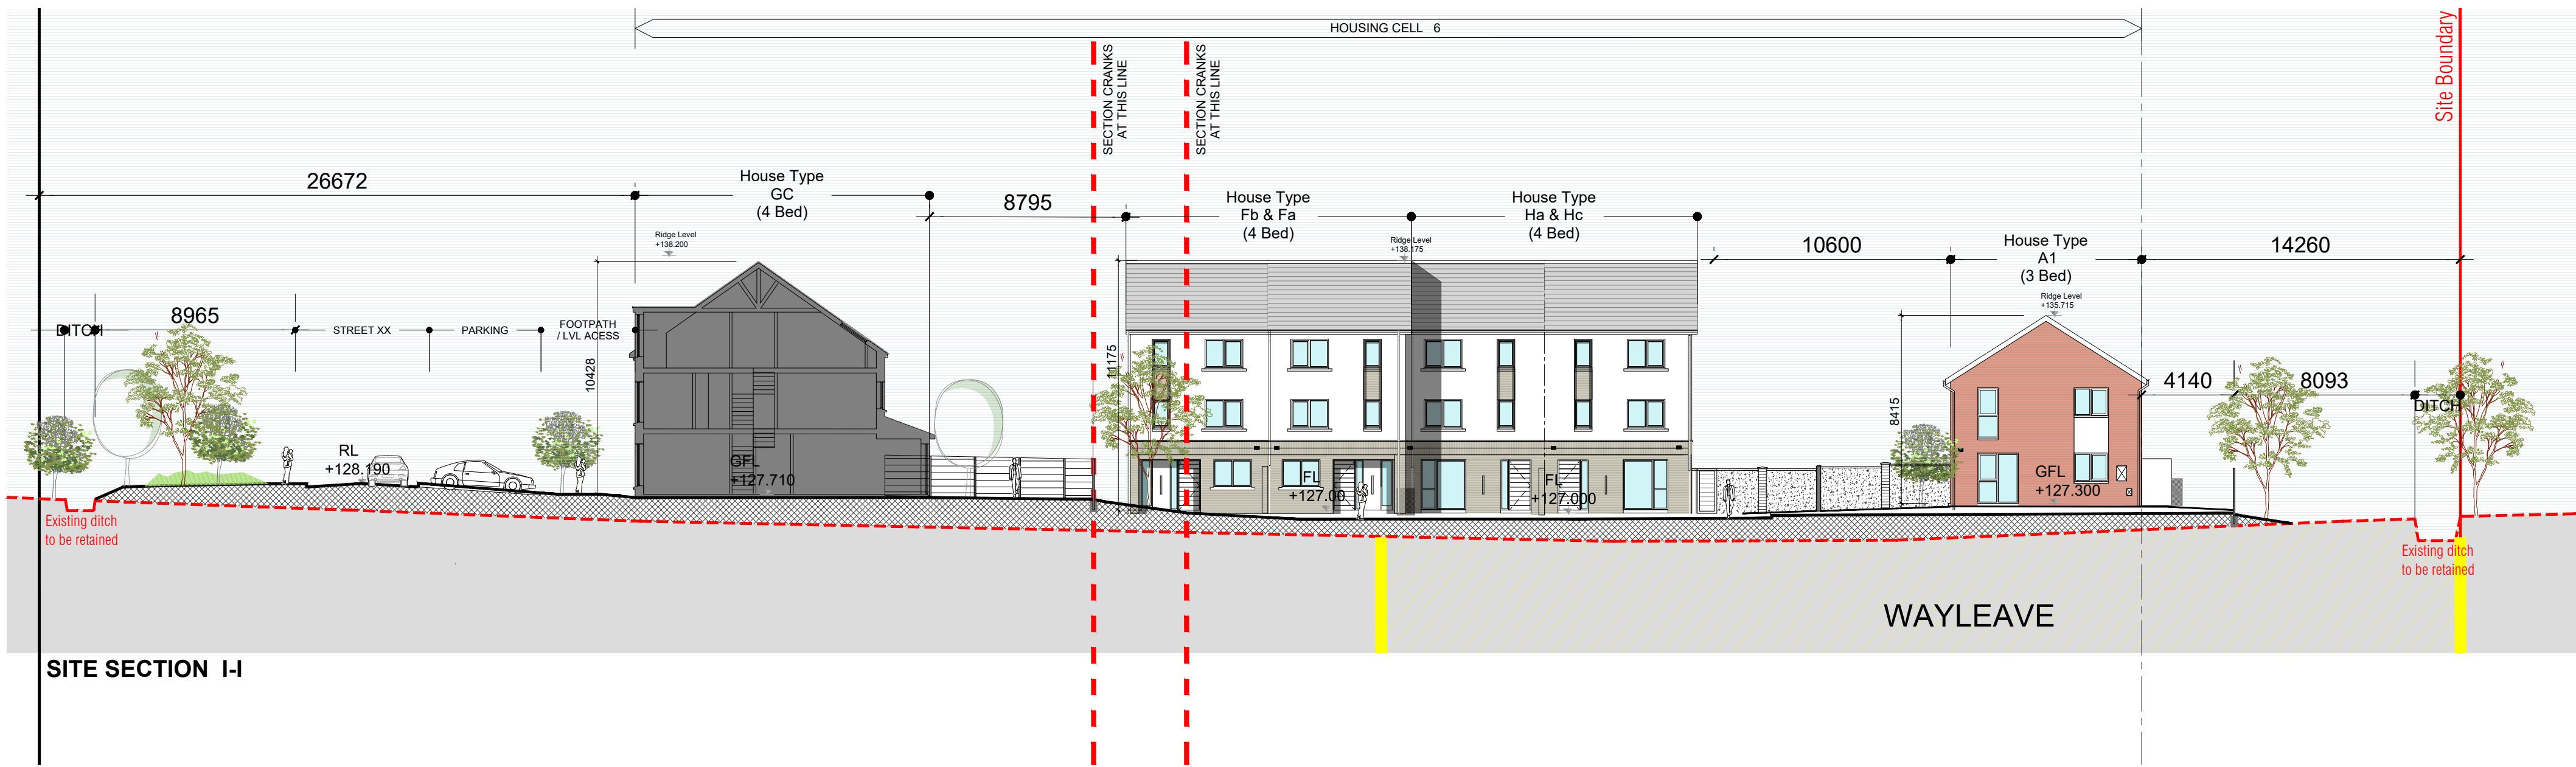 HOUSING CELL 6
SECTION CRANKS
AT THIS LINE
SECTION CRANKS
AT THIS LINE
Site Boundary
26672
House Type
GC
(4 Bed)
8795
House Type
Fb & Fa
(4 Bed)
House Type
Ha & Hc
(4 Bed)
10600
House Type
A1
(3 Bed)
14260
Ridge Level
+138.200
Ridge Level
+138.175
Ridge Level
+135.715
DITCH
8965
STREET XX
PARKING
FOOTPATH
/ LVL ACESS
10428
11175
8415
4140
8093
DITCH
RL
+128.190
GFL
+127.710
FL
+127.00
FL
+127.000
GFL
+127.300
Existing ditch
to be retained
Existing ditch
to be retained
WAYLEAVE
SITE SECTION I-I